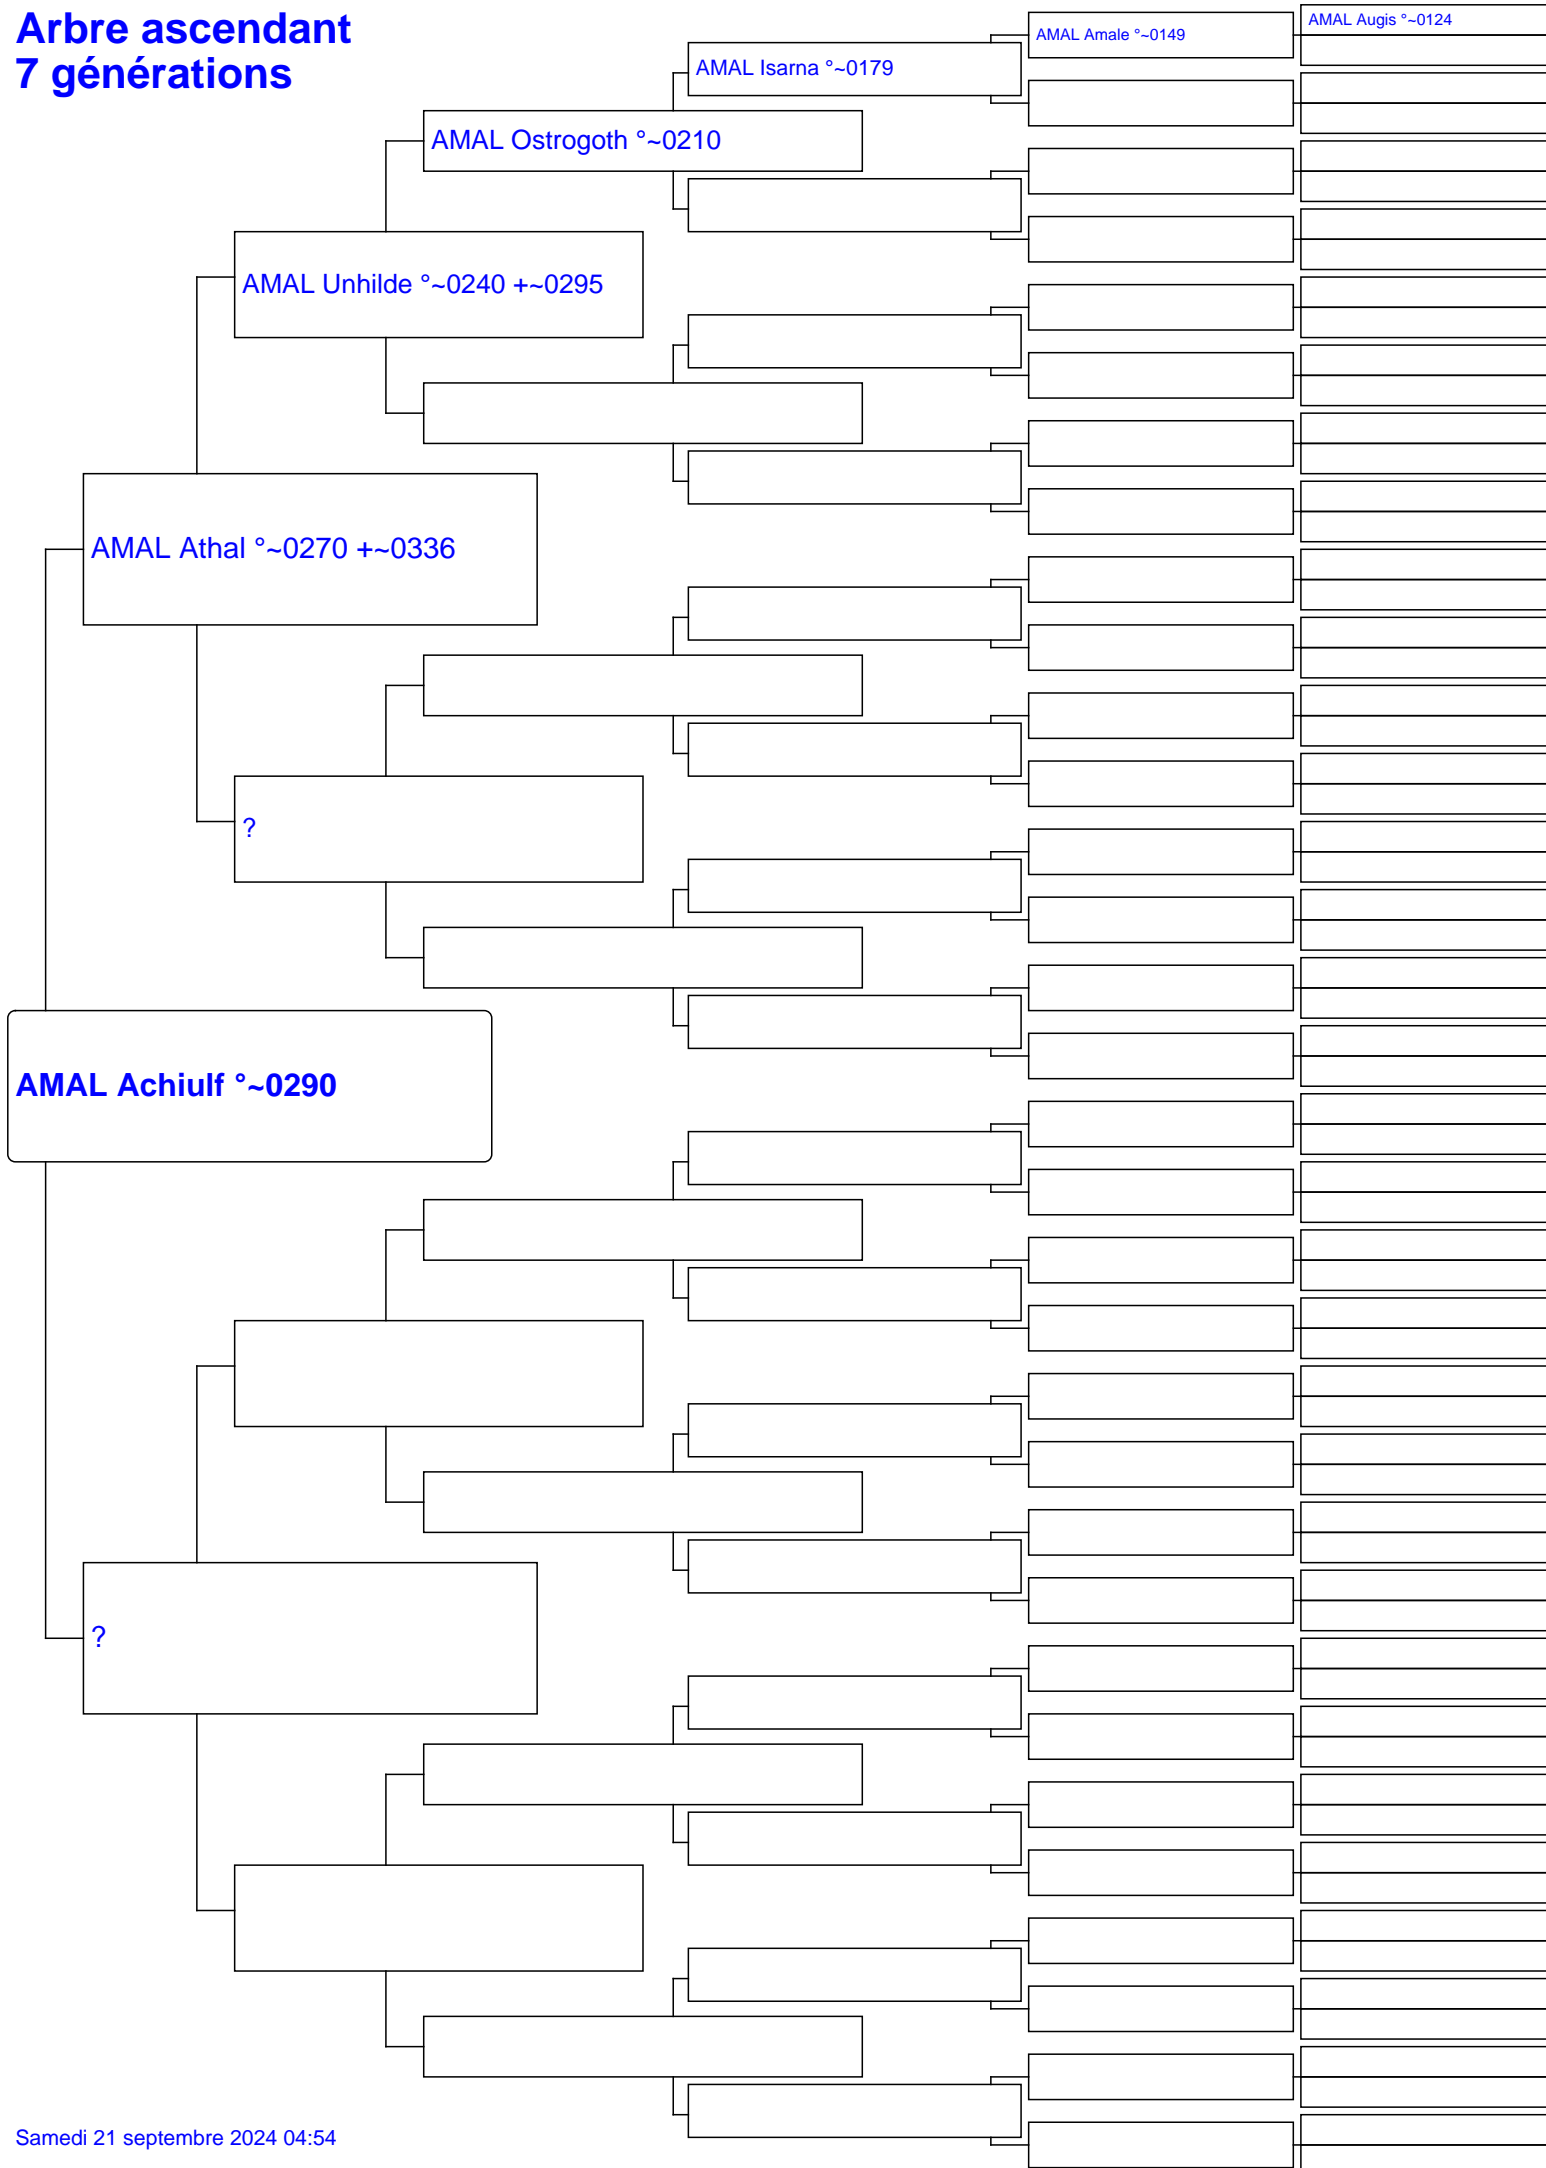 Arbre ascendant
7 générations
AMAL Augis °~0124
AMAL Amale °~0149
AMAL Isarna °~0179
AMAL Ostrogoth °~0210
AMAL Unhilde °~0240 +~0295
AMAL Athal °~0270 +~0336
?
AMAL Achiulf °~0290
?
Samedi 21 septembre 2024 04:54